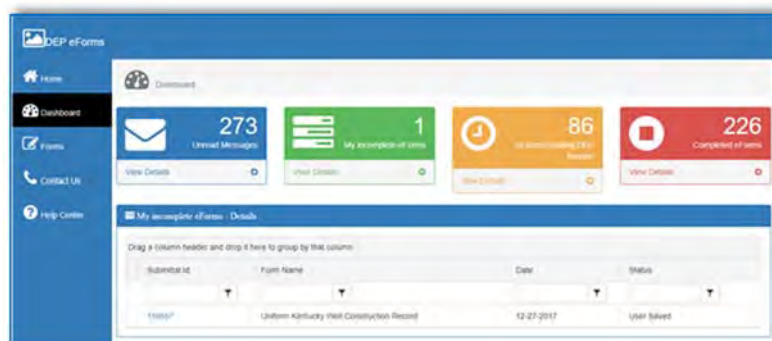 DEP eForms
Home
Dashboard
Forms
Contact Us
Help Center
Dashboard
273
Unread Messages
View Details
1
My incomplete eForms
View Details
86
View Details
226
Completed eForms
View Details
My incomplete eForms - Details
Drag a column header and drop it here to group by that column
Submittal Id Form Name Date Status
Uniform Kentucky Well Construction Record 12-27-2017 User Saved